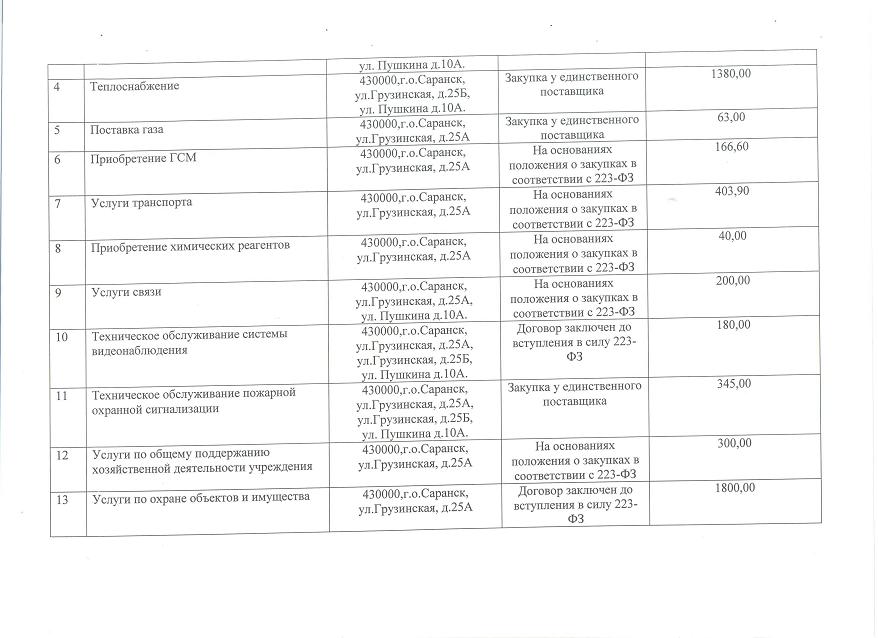 ул. Пушкина д.10А.
4
Теплоснабжение
430000,г.о.Саранск,
ул.Грузинская, д.25Б,
ул. Пушкина д.10А.
Закупка у единственного
поставщика
1380,00
5
Поставка газа
430000,г.о.Саранск,
ул.Грузинская, д.25А
Закупка у единственного
поставщика
63,00
6
Приобретение ГСМ
430000,г.о.Саранск,
ул.Грузинская, д.25А
На основаниях
положения о закупках в
соответствии с 223-ФЗ
166,60
7
Услуги транспорта
430000,г.о.Саранск,
ул.Грузинская, д.25А
На основаниях
положения о закупках в
соответствии с 223-ФЗ
403,90
8
Приобретение химических реагентов
430000,г.о.Саранск,
ул.Грузинская, д.25А
На основаниях
положения о закупках в
соответствии с 223-ФЗ
40,00
9
Услуги связи
430000,г.о.Саранск,
ул.Грузинская, д.25А,
ул. Пушкина д.10А.
На основаниях
положения о закупках в
соответствии с 223-ФЗ
200,00
10
Техническое обслуживание системы
видеонаблюдения
430000,г.о.Саранск,
ул.Грузинская, д.25А,
ул.Грузинская, д.25Б,
ул. Пушкина д.10А.
Договор заключен до
вступления в силу 223-
ФЗ
180,00
11
Техническое обслуживание пожарной
охранной сигнализации
430000,г.о.Саранск,
ул.Грузинская, д.25А,
ул.Грузинская, д.25Б,
ул. Пушкина д.10А.
Закупка у единственного
поставщика
345,00
12
Услуги по общему поддержанию
хозяйственной деятельности учреждения
430000,г.о.Саранск,
ул.Грузинская, д.25А
На основаниях
положения о закупках в
соответствии с 223-ФЗ
300,00
13
Услуги по охране объектов и имущества
430000,г.о.Саранск,
ул.Грузинская, д.25А
Договор заключен до
вступления в силу 223-
ФЗ
1800,00